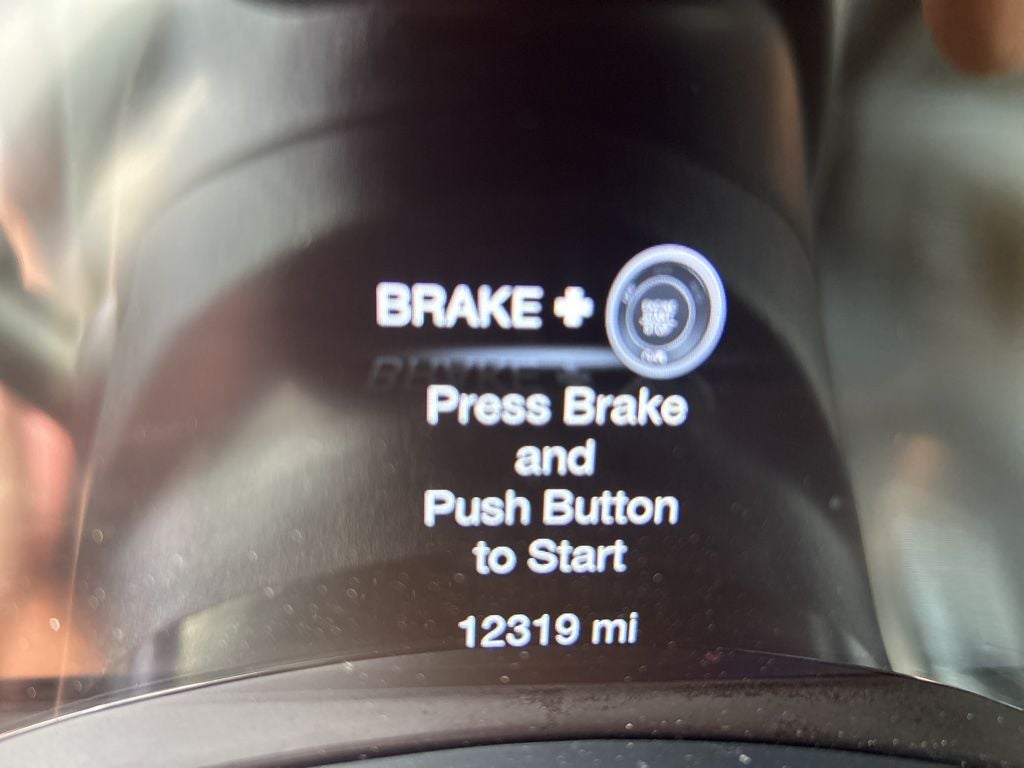 BRAKE +
Press Brake
and
Push Button
to Start
12319 mi